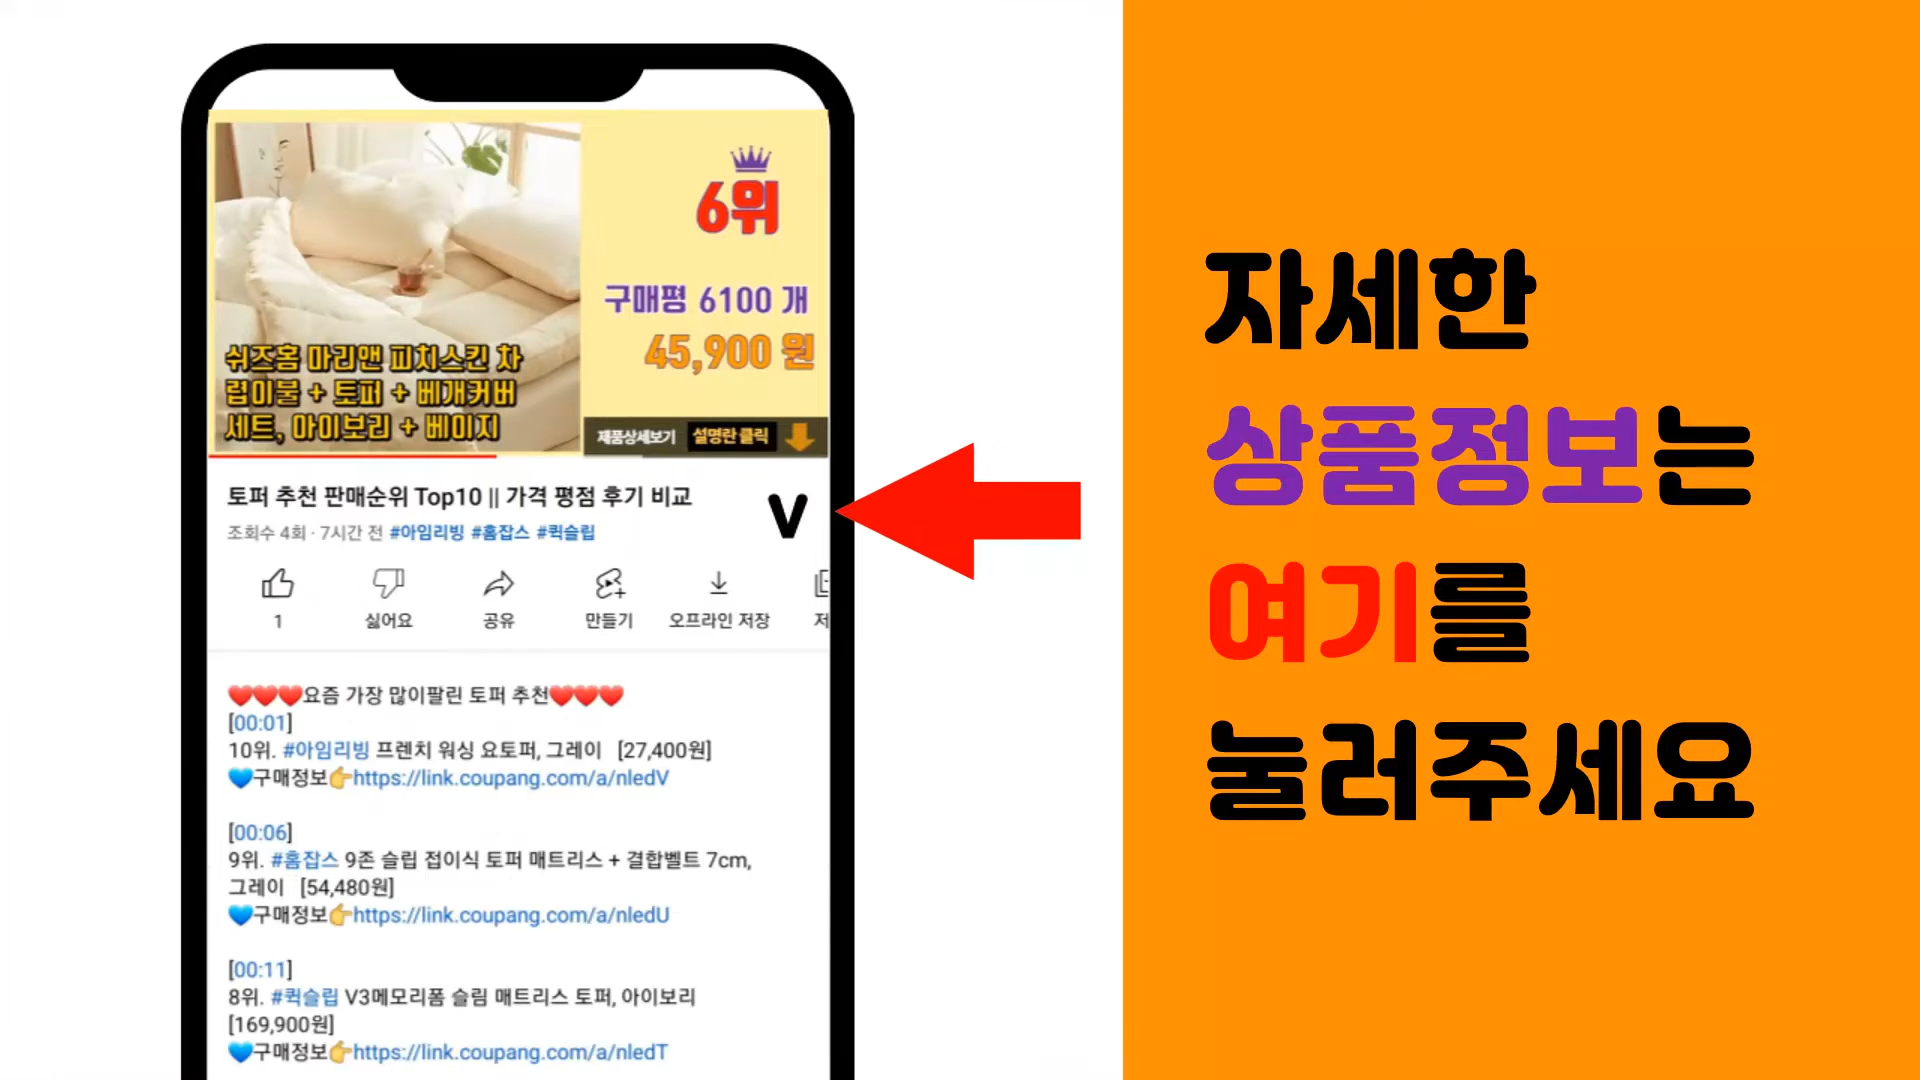 6위
구매평 6100 개
45,900 원
쉬즈홈 마리앤 피치스킨 차
렵이불 + 토퍼 + 베개커버
세트, 아이보리 + 베이지
제품상세보기 설명란 클릭
토퍼 추천 판매순위 Top10 || 가격 평점 후기 비교
V
조회수 4회 · 7시간 전 #아임리빙 #홈잡스 #퀵슬립
1 싫어요 공유 만들기 오프라인 저장 저
❤️❤️❤️요즘 가장 많이팔린 토퍼 추천❤️❤️❤️
[00:01]
10위. #아임리빙 프렌치 워싱 요토퍼, 그레이 [27,400원]
💙구매정보👉https://link.coupang.com/a/nledV
[00:06]
9위. #홈잡스 9존 슬립 접이식 토퍼 매트리스 + 결합벨트 7cm,
그레이 [54,480원]
💙구매정보👉https://link.coupang.com/a/nledU
[00:11]
8위. #퀵슬립 V3메모리폼 슬림 매트리스 토퍼, 아이보리
[169,900원]
💙구매정보👉https://link.coupang.com/a/nledT
자세한
상품정보는
여기를
눌러주세요